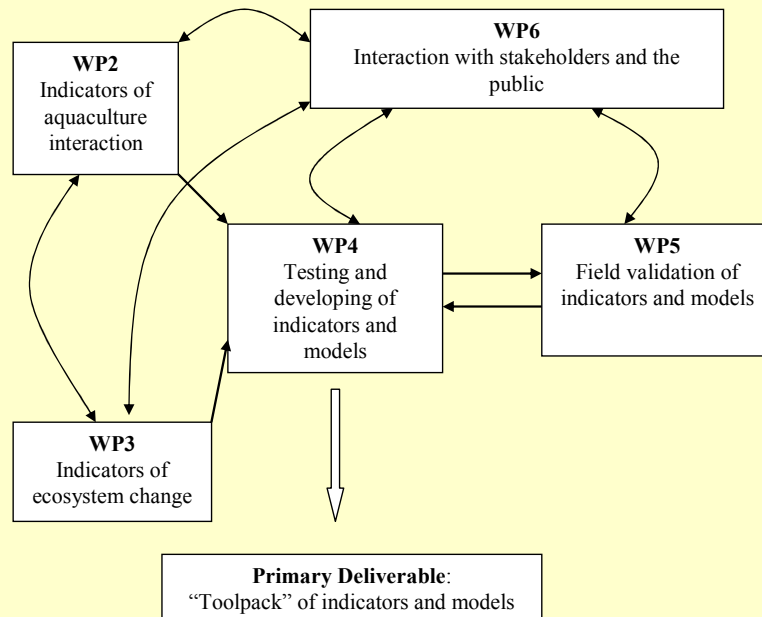 WP2
Indicators of
aquaculture
interaction
WP6
Interaction with stakeholders and the
public
WP4
Testing and
developing of
indicators and
models
WP5
Field validation of
indicators and models
WP3
Indicators of
ecosystem change
Primary Deliverable:
“Toolpack” of indicators and models